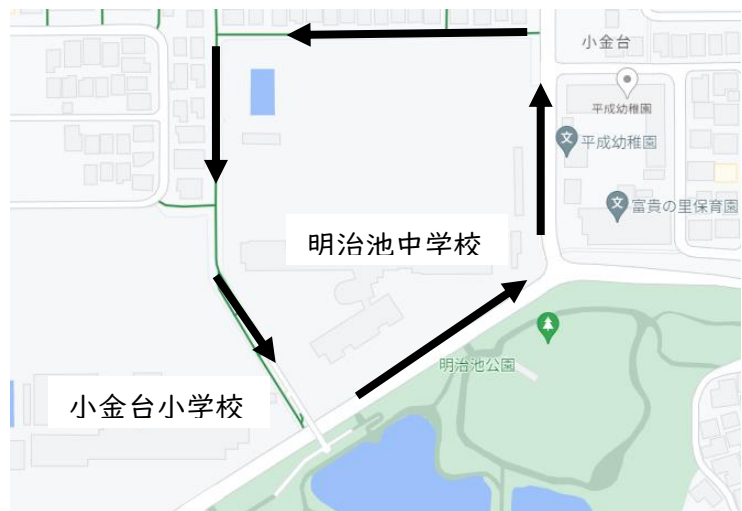 小金台
平成幼稚園
平成幼稚園
富貴の里保育園
明治池中学校
明治池公園
小金台小学校